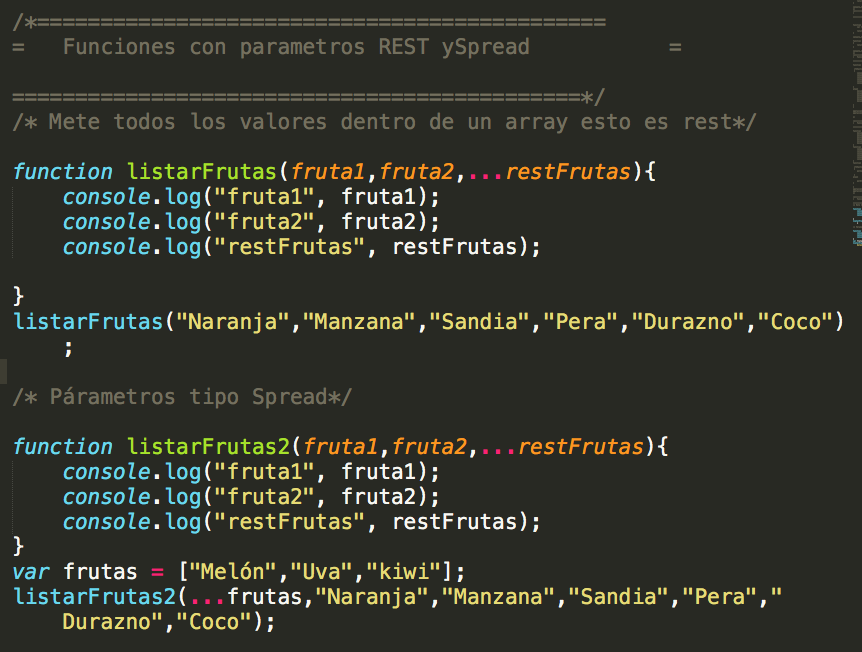 /*=============================================
=   Funciones con parametros REST ySpread           =
=============================================*/
/* Mete todos los valores dentro de un array esto es rest*/
function listarFrutas(fruta1,fruta2,...restFrutas){
    console.log("fruta1", fruta1);
    console.log("fruta2", fruta2);
    console.log("restFrutas", restFrutas);
}
listarFrutas("Naranja","Manzana","Sandia","Pera","Durazno","Coco")
    ;
/* Párametros tipo Spread*/
function listarFrutas2(fruta1,fruta2,...restFrutas){
    console.log("fruta1", fruta1);
    console.log("fruta2", fruta2);
    console.log("restFrutas", restFrutas);
}
var frutas = ["Melón","Uva","kiwi"];
listarFrutas2(...frutas,"Naranja","Manzana","Sandia","Pera","
    Durazno","Coco");